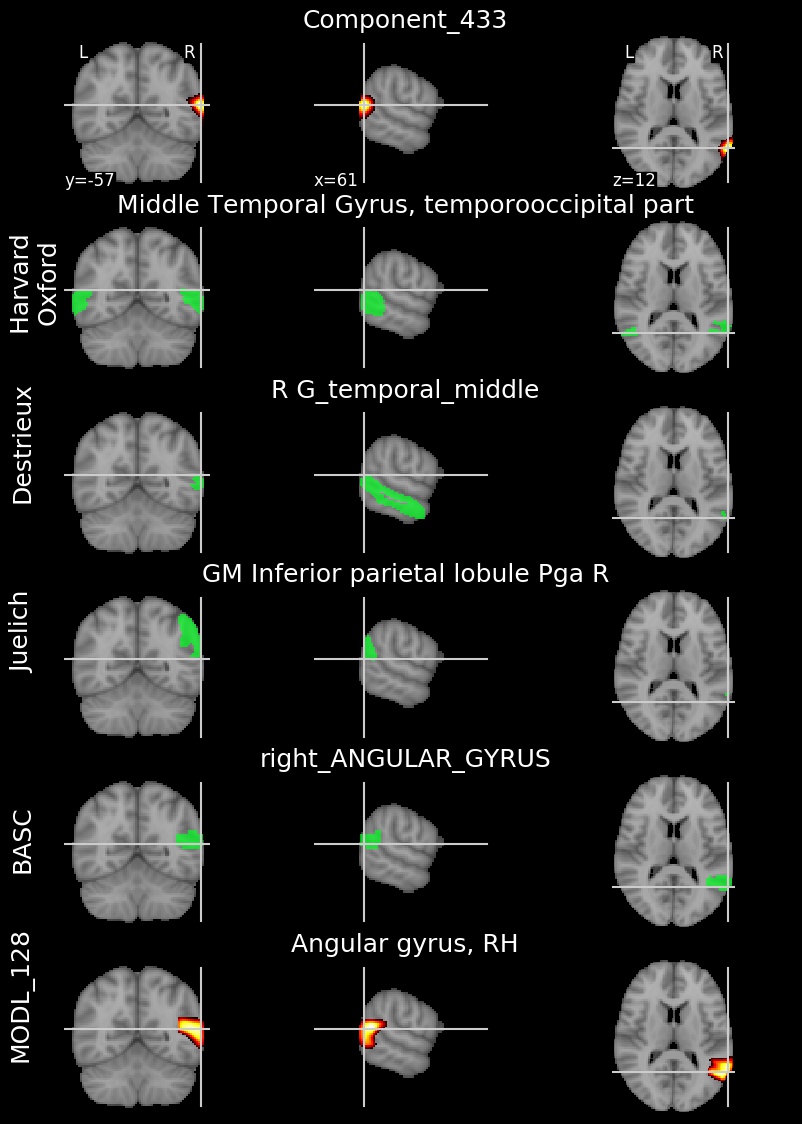 Component_433
L R
L R
y=-57
x=61
z=12
Middle Temporal Gyrus, temporooccipital part
Harvard
Oxford
R G_temporal_middle
Destrieux
GM Inferior parietal lobule Pga R
Juelich
right_ANGULAR_GYRUS
BASC
Angular gyrus, RH
MODL_128